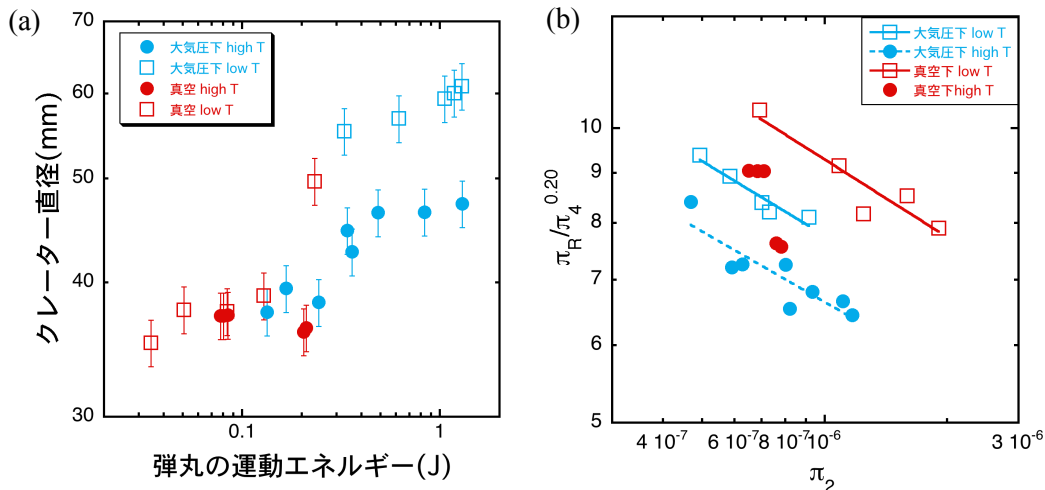 (a)
70
60
50
40
30
大気圧下 high T
大気圧下 low T
真空 high T
真空 low T
クレーター直径(mm)
0.1
1
弾丸の運動エネルギー(J)
(b)
大気圧下 low T
大気圧下 high T
真空下 low T
真空下high T
10
9
8
7
6
5
π_R/π_4^0.20
4 10^-7
6 10^-7
8 10^-7
10^-6
3 10^-6
π_2